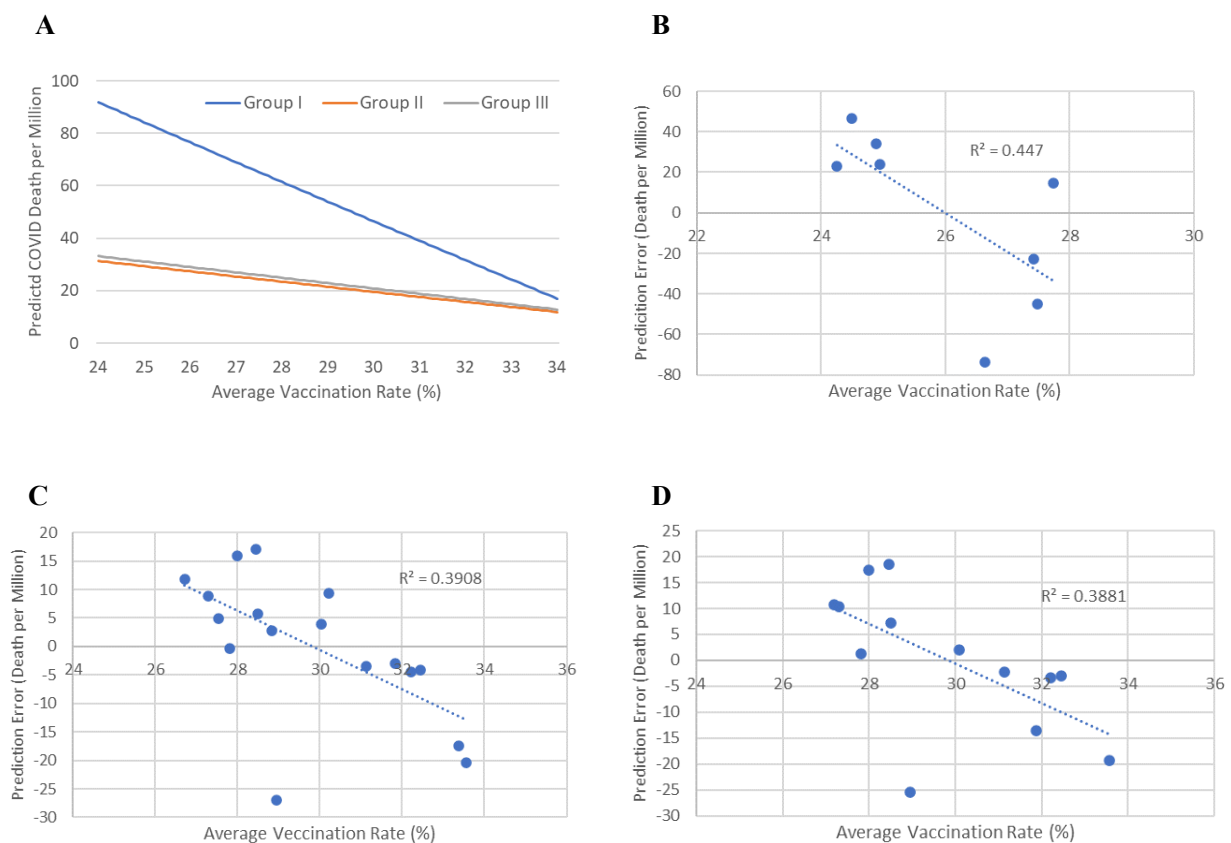 A
Predictd COVID Death per Million
100
80
60
40
20
0
Group I
Group II
Group III
24 25 26 27 28 29 30 31 32 33 34
Average Vaccination Rate (%)
B
Predicition Error (Death per Million)
60
40
20
0
-20
-40
-60
-80
R² = 0.447
22 24 26 28 30
Average Vaccination Rate (%)
C
Prediction Error (Death per Million)
20
15
10
5
0
-5
-10
-15
-20
-25
-30
R² = 0.3908
24 26 28 30 32 34 36
Average Veccination Rate (%)
D
Prediction Error (Death per Million)
25
20
15
10
5
0
-5
-10
-15
-20
-25
-30
R² = 0.3881
24 26 28 30 32 34 36
Average Vaccination Rate (%)